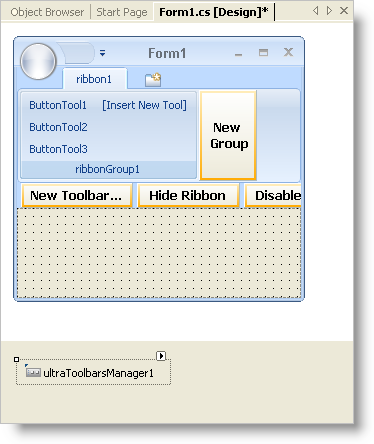 Object Browser Start Page Form1.cs [Design]*
Form1
ribbon1
ButtonTool1 [Insert New Tool]
ButtonTool2
ButtonTool3
ribbonGroup1
New
Group
New Toolbar... Hide Ribbon Disable
ultraToolbarsManager1